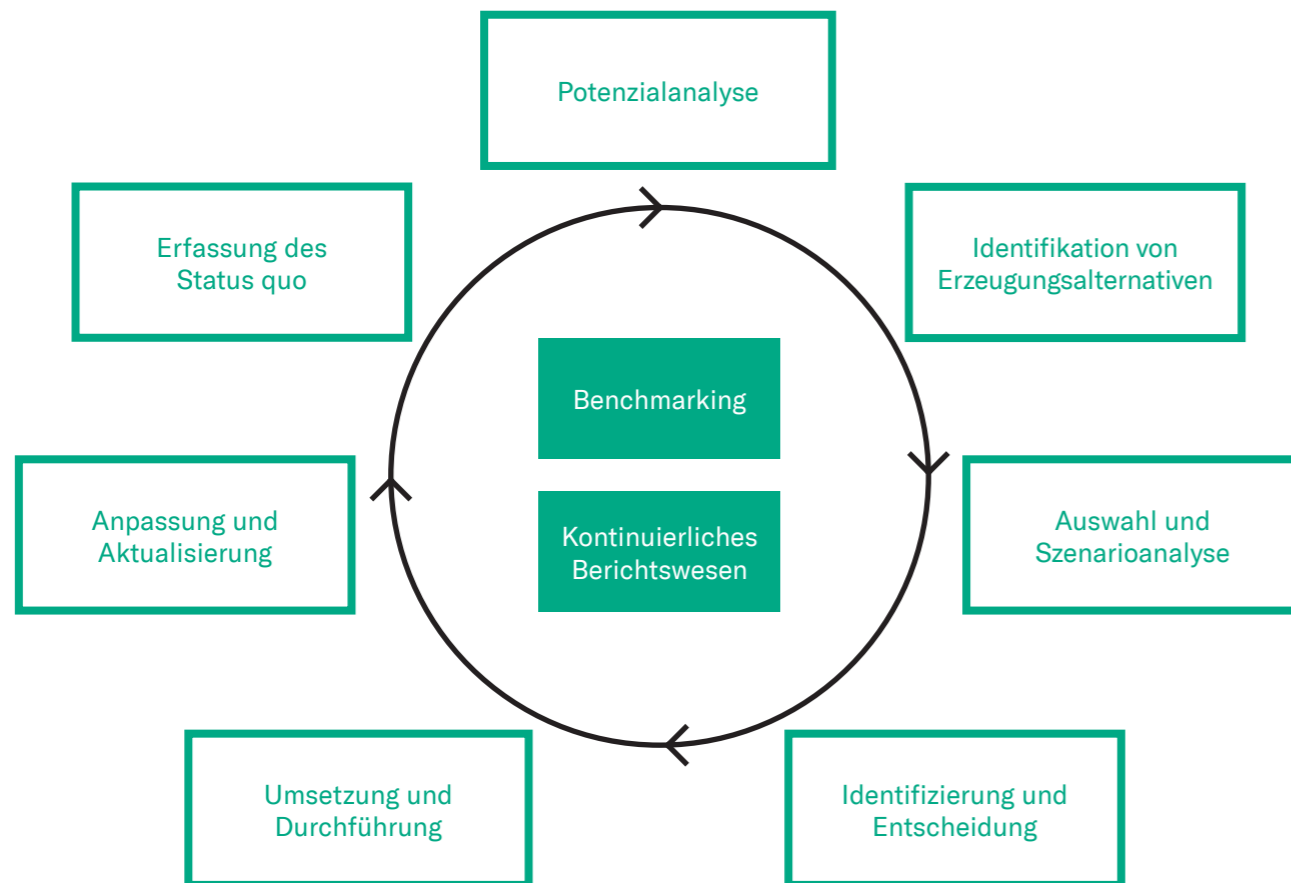 Potenzialanalyse
Erfassung des
Status quo
Identifikation von
Erzeugungsalternativen
Benchmarking
Kontinuierliches
Berichtswesen
Anpassung und
Aktualisierung
Auswahl und
Szenarioanalyse
Umsetzung und
Durchführung
Identifizierung und
Entscheidung